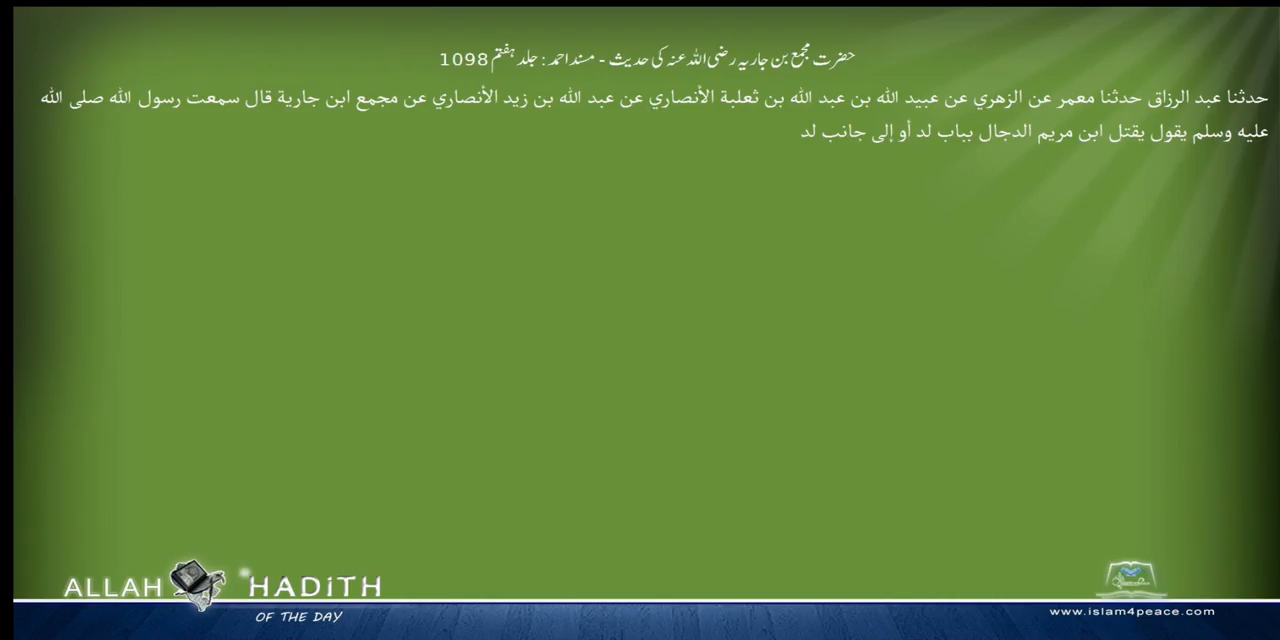 حضرت مجمع بن جاریہ رضی اللہ عنہ کی حدیث - مسند احمد : جلد ہفتم 1098
حدثنا عبد الرزاق حدثنا معمر عن الزهري عن عبيد الله بن عبد الله بن ثعلبة الأنصاري عن عبد الله بن زيد الأنصاري عن مجمع ابن جارية قال سمعت رسول الله صلى الله
عليه وسلم يقول يقتل ابن مريم الدجال بباب لد أو إلى جانب لد
ALLAH HADiTH
OF THE DAY
www.islam4peace.com